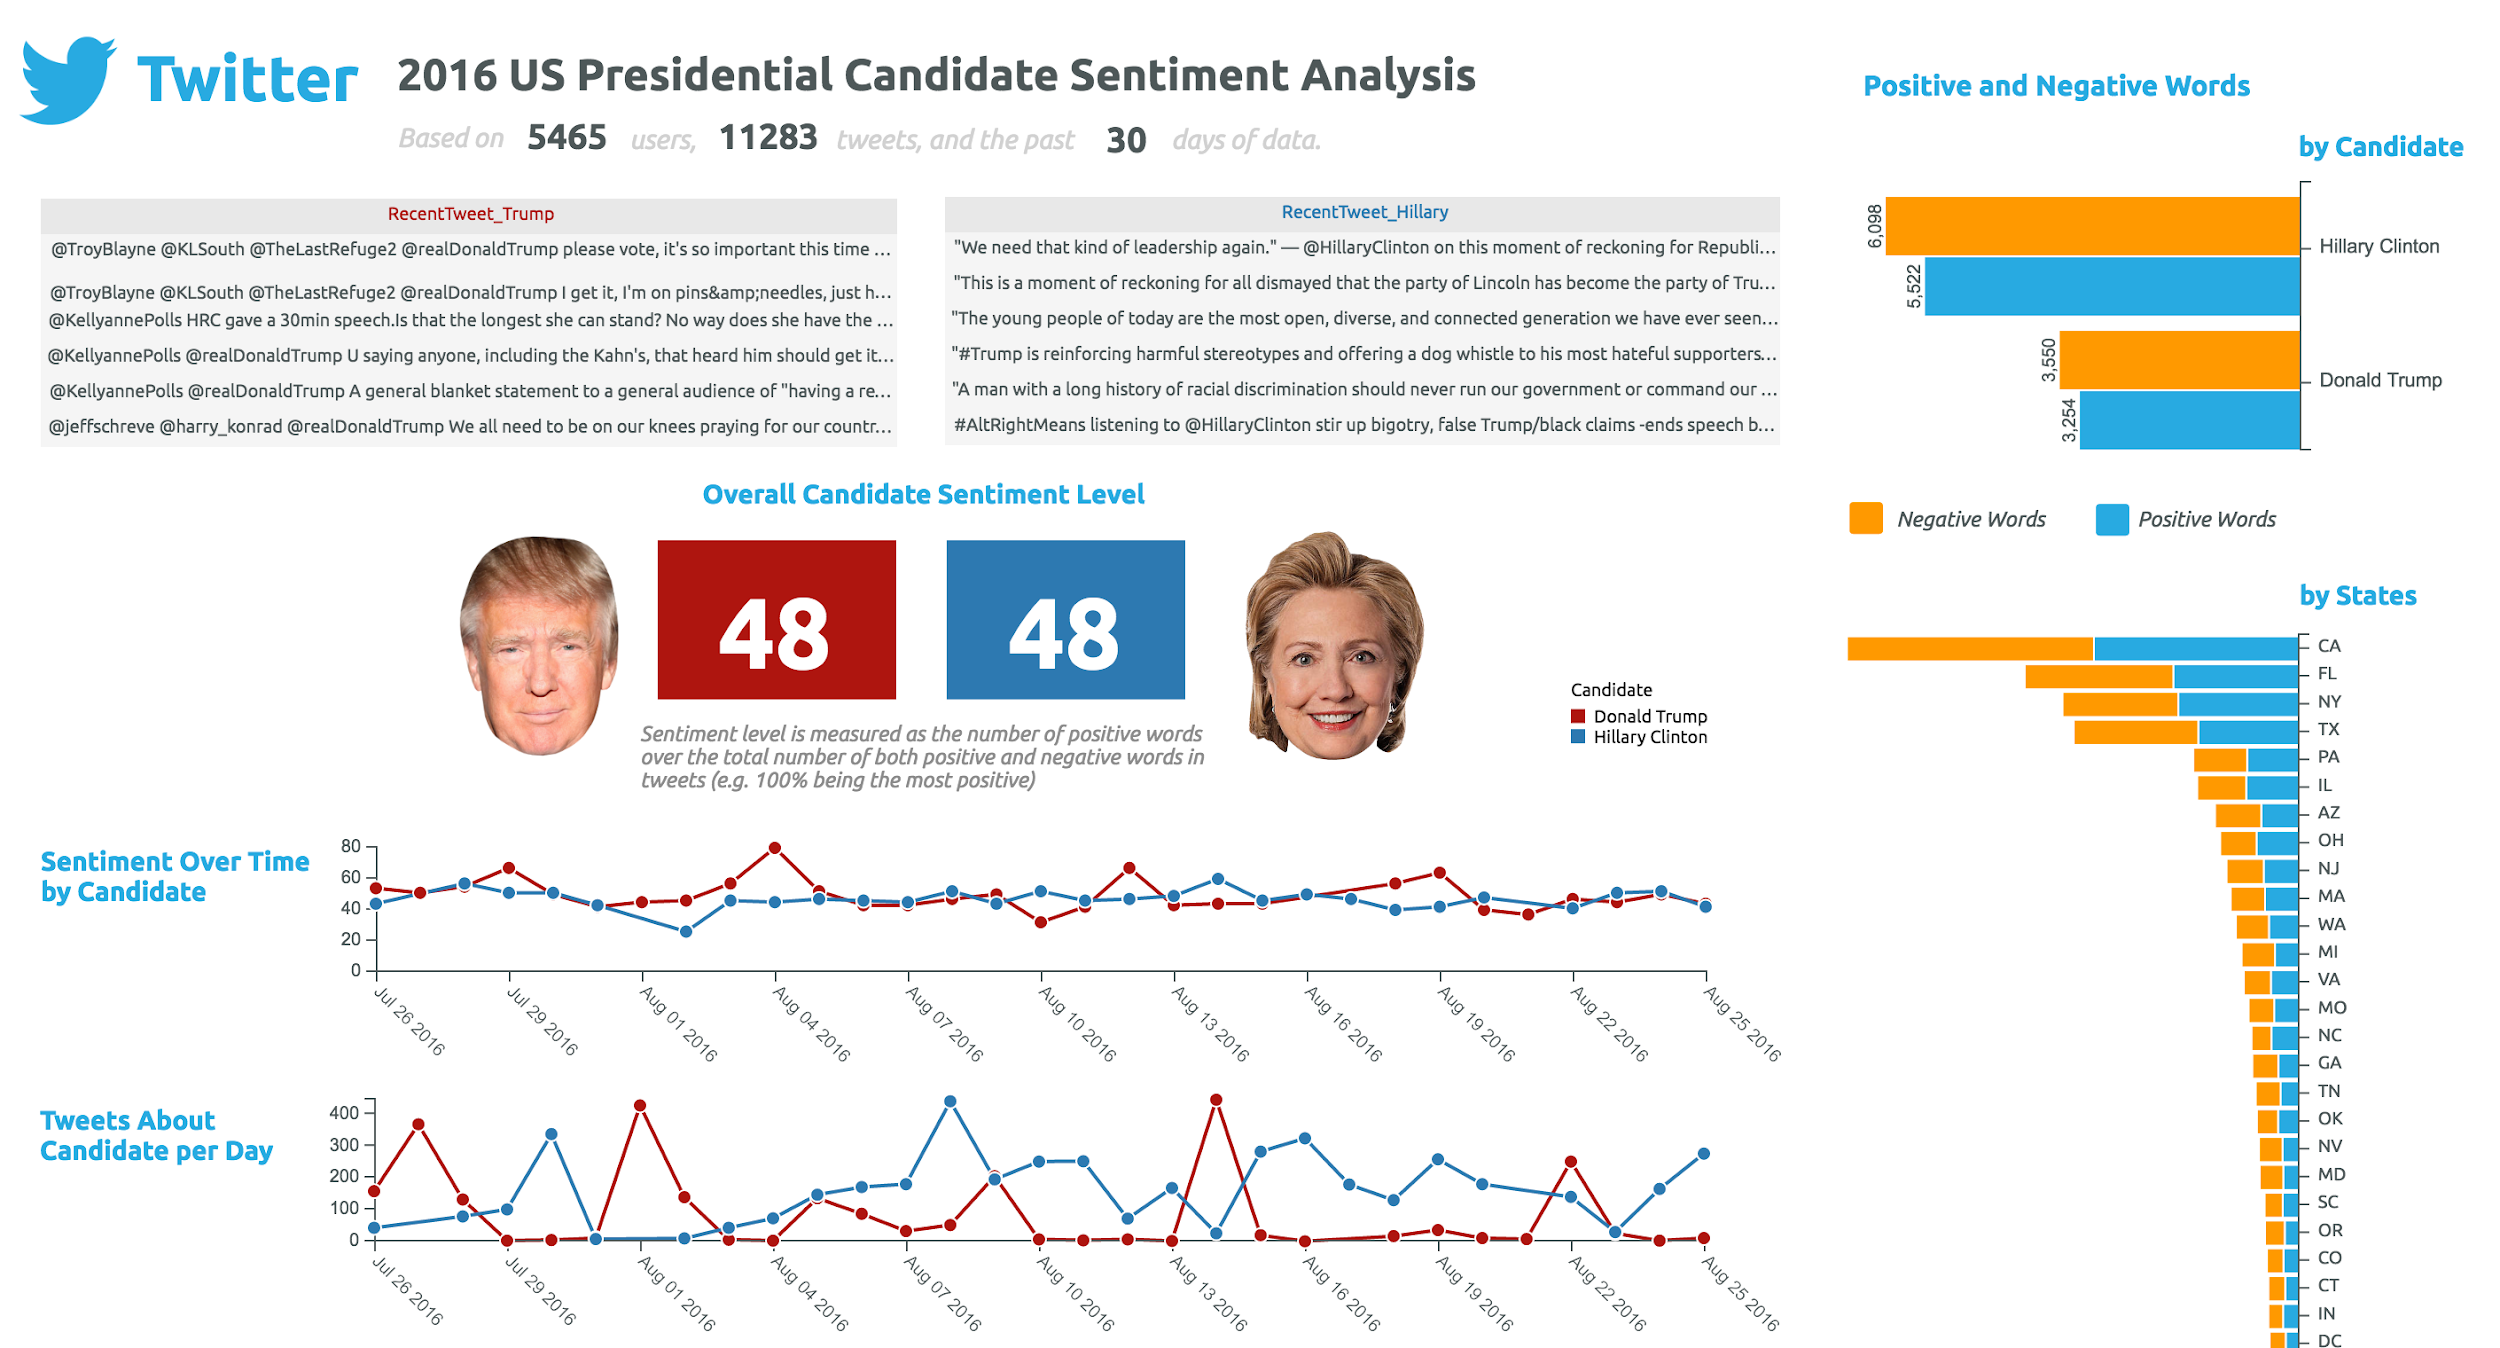 Twitter
2016 US Presidential Candidate Sentiment Analysis
Based on 5465 users, 11283 tweets, and the past 30 days of data.
RecentTweet_Trump
@TroyBlayne @KLSouth @TheLastRefuge2 @realDonaldTrump please vote, it's so important this time ...
@TroyBlayne @KLSouth @TheLastRefuge2 @realDonaldTrump I get it, I'm on pins&amp;needles, just h...
@KellyannePolls HRC gave a 30min speech.Is that the longest she can stand? No way does she have the ...
@KellyannePolls @realDonaldTrump U saying anyone, including the Kahn's, that heard him should get it...
@KellyannePolls @realDonaldTrump A general blanket statement to a general audience of "having a re...
@jeffschreve @harry_konrad @realDonaldTrump We all need to be on our knees praying for our countr...
RecentTweet_Hillary
"We need that kind of leadership again." — @HillaryClinton on this moment of reckoning for Republi...
"This is a moment of reckoning for all dismayed that the party of Lincoln has become the party of Tru...
"The young people of today are the most open, diverse, and connected generation we have ever seen...
"#Trump is reinforcing harmful stereotypes and offering a dog whistle to his most hateful supporters...
"A man with a long history of racial discrimination should never run our government or command our ...
#AltRightMeans listening to @HillaryClinton stir up bigotry, false Trump/black claims -ends speech b...
Overall Candidate Sentiment Level
48
48
Sentiment level is measured as the number of positive words
over the total number of both positive and negative words in
tweets (e.g. 100% being the most positive)
Candidate
Donald Trump
Hillary Clinton
Sentiment Over Time
by Candidate
80
60
40
20
0
Jul 26 2016
Jul 29 2016
Aug 01 2016
Aug 04 2016
Aug 07 2016
Aug 10 2016
Aug 13 2016
Aug 16 2016
Aug 19 2016
Aug 22 2016
Aug 25 2016
Tweets About
Candidate per Day
400
300
200
100
0
Jul 26 2016
Jul 29 2016
Aug 01 2016
Aug 04 2016
Aug 07 2016
Aug 10 2016
Aug 13 2016
Aug 16 2016
Aug 19 2016
Aug 22 2016
Aug 25 2016
Positive and Negative Words
by Candidate
6,098
5,522
Hillary Clinton
3,550
3,254
Donald Trump
Negative Words
Positive Words
by States
CA
FL
NY
TX
PA
IL
AZ
OH
NJ
MA
WA
MI
VA
MO
NC
GA
TN
OK
NV
MD
SC
OR
CO
CT
IN
DC